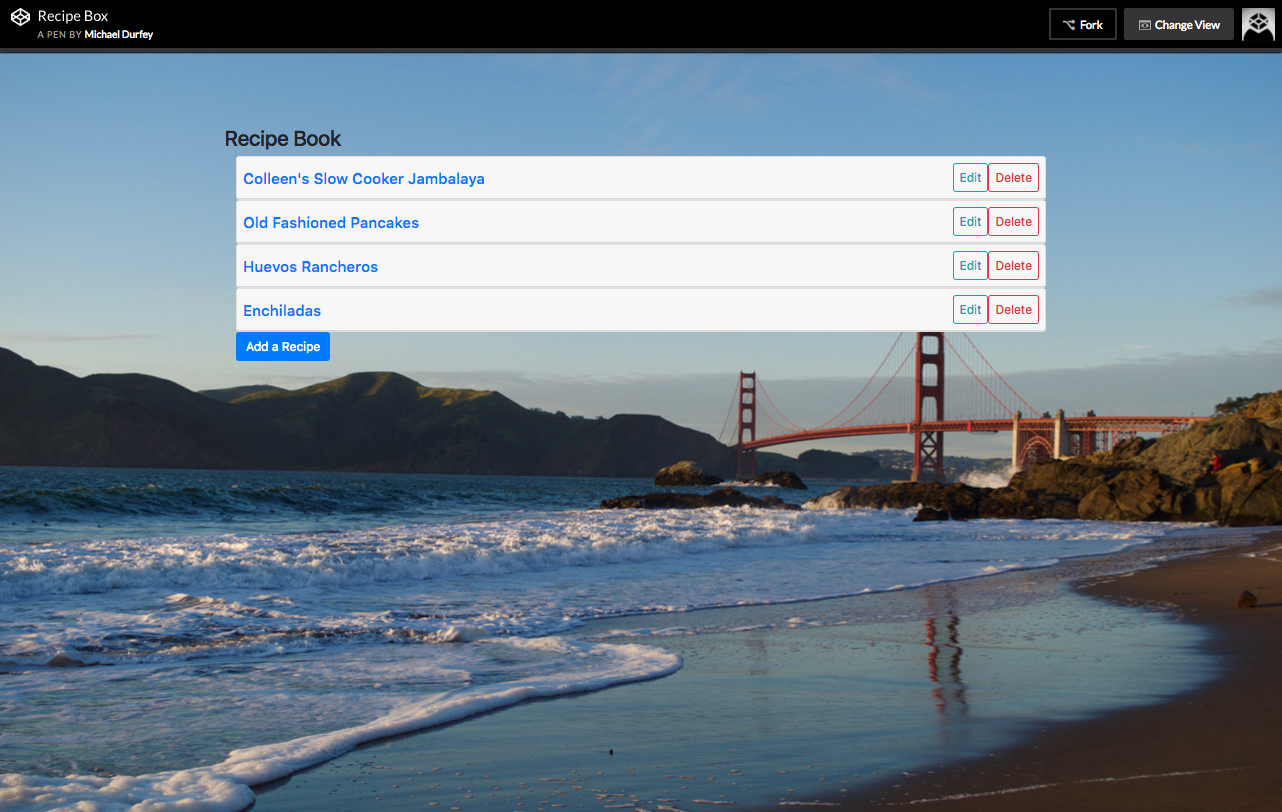 Recipe Box
A PEN BY Michael Durfey
Fork
Change View
Recipe Book
Colleen's Slow Cooker Jambalaya Edit Delete
Old Fashioned Pancakes Edit Delete
Huevos Rancheros Edit Delete
Enchiladas Edit Delete
Add a Recipe